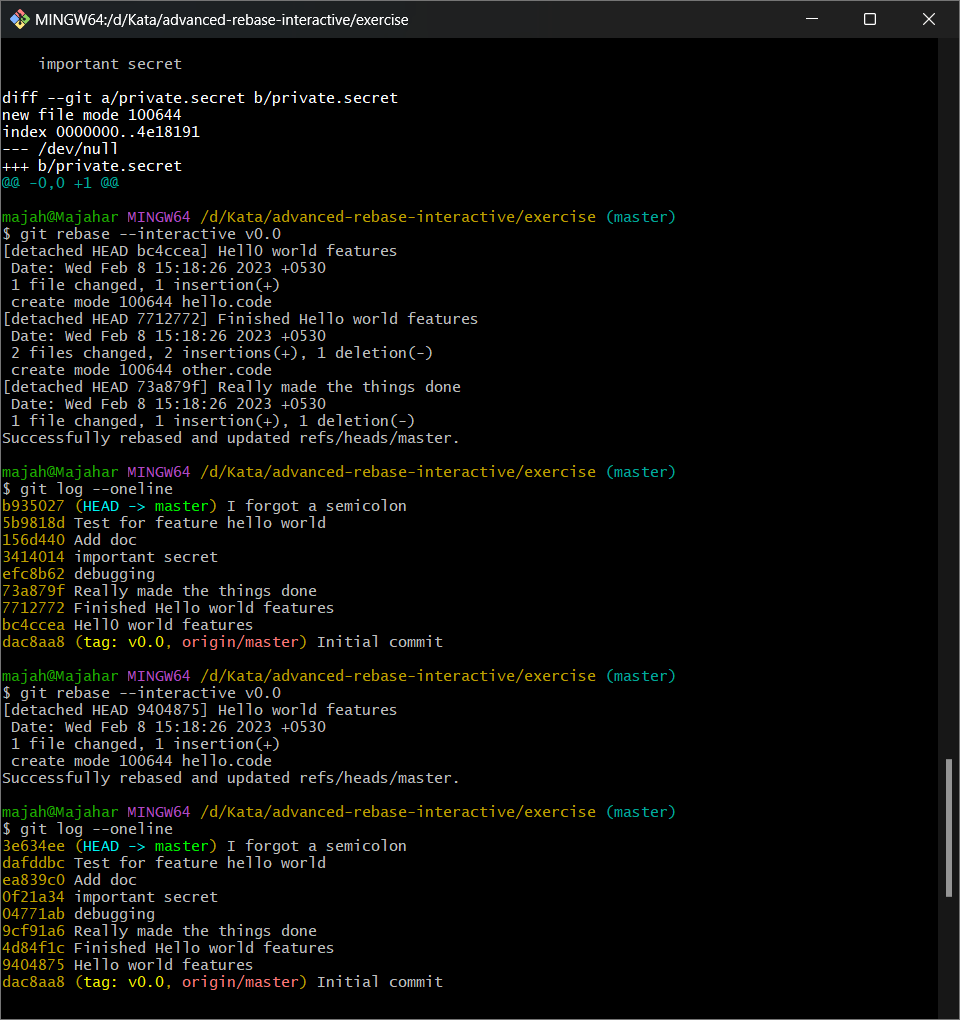 MINGW64:/d/Kata/advanced-rebase-interactive/exercise
important secret
diff --git a/private.secret b/private.secret
new file mode 100644
index 0000000..4e18191
--- /dev/null
+++ b/private.secret
@@ -0,0 +1 @@
majah@Majahar MINGW64 /d/Kata/advanced-rebase-interactive/exercise (master)
$ git rebase --interactive v0.0
[detached HEAD bc4ccea] Hell0 world features
Date: Wed Feb 8 15:18:26 2023 +0530
1 file changed, 1 insertion(+)
create mode 100644 hello.code
[detached HEAD 7712772] Finished Hello world features
Date: Wed Feb 8 15:18:26 2023 +0530
2 files changed, 2 insertions(+), 1 deletion(-)
create mode 100644 other.code
[detached HEAD 73a879f] Really made the things done
Date: Wed Feb 8 15:18:26 2023 +0530
1 file changed, 1 insertion(+), 1 deletion(-)
Successfully rebased and updated refs/heads/master.
majah@Majahar MINGW64 /d/Kata/advanced-rebase-interactive/exercise (master)
$ git log --oneline
b935027 (HEAD -> master) I forgot a semicolon
5b9818d Test for feature hello world
156d440 Add doc
3414014 important secret
efc8b62 debugging
73a879f Really made the things done
7712772 Finished Hello world features
bc4ccea Hell0 world features
dac8aa8 (tag: v0.0, origin/master) Initial commit
majah@Majahar MINGW64 /d/Kata/advanced-rebase-interactive/exercise (master)
$ git rebase --interactive v0.0
[detached HEAD 9404875] Hello world features
Date: Wed Feb 8 15:18:26 2023 +0530
1 file changed, 1 insertion(+)
create mode 100644 hello.code
Successfully rebased and updated refs/heads/master.
majah@Majahar MINGW64 /d/Kata/advanced-rebase-interactive/exercise (master)
$ git log --oneline
3e634ee (HEAD -> master) I forgot a semicolon
dafddbc Test for feature hello world
ea839c0 Add doc
0f21a34 important secret
04771ab debugging
9cf91a6 Really made the things done
4d84f1c Finished Hello world features
9404875 Hello world features
dac8aa8 (tag: v0.0, origin/master) Initial commit